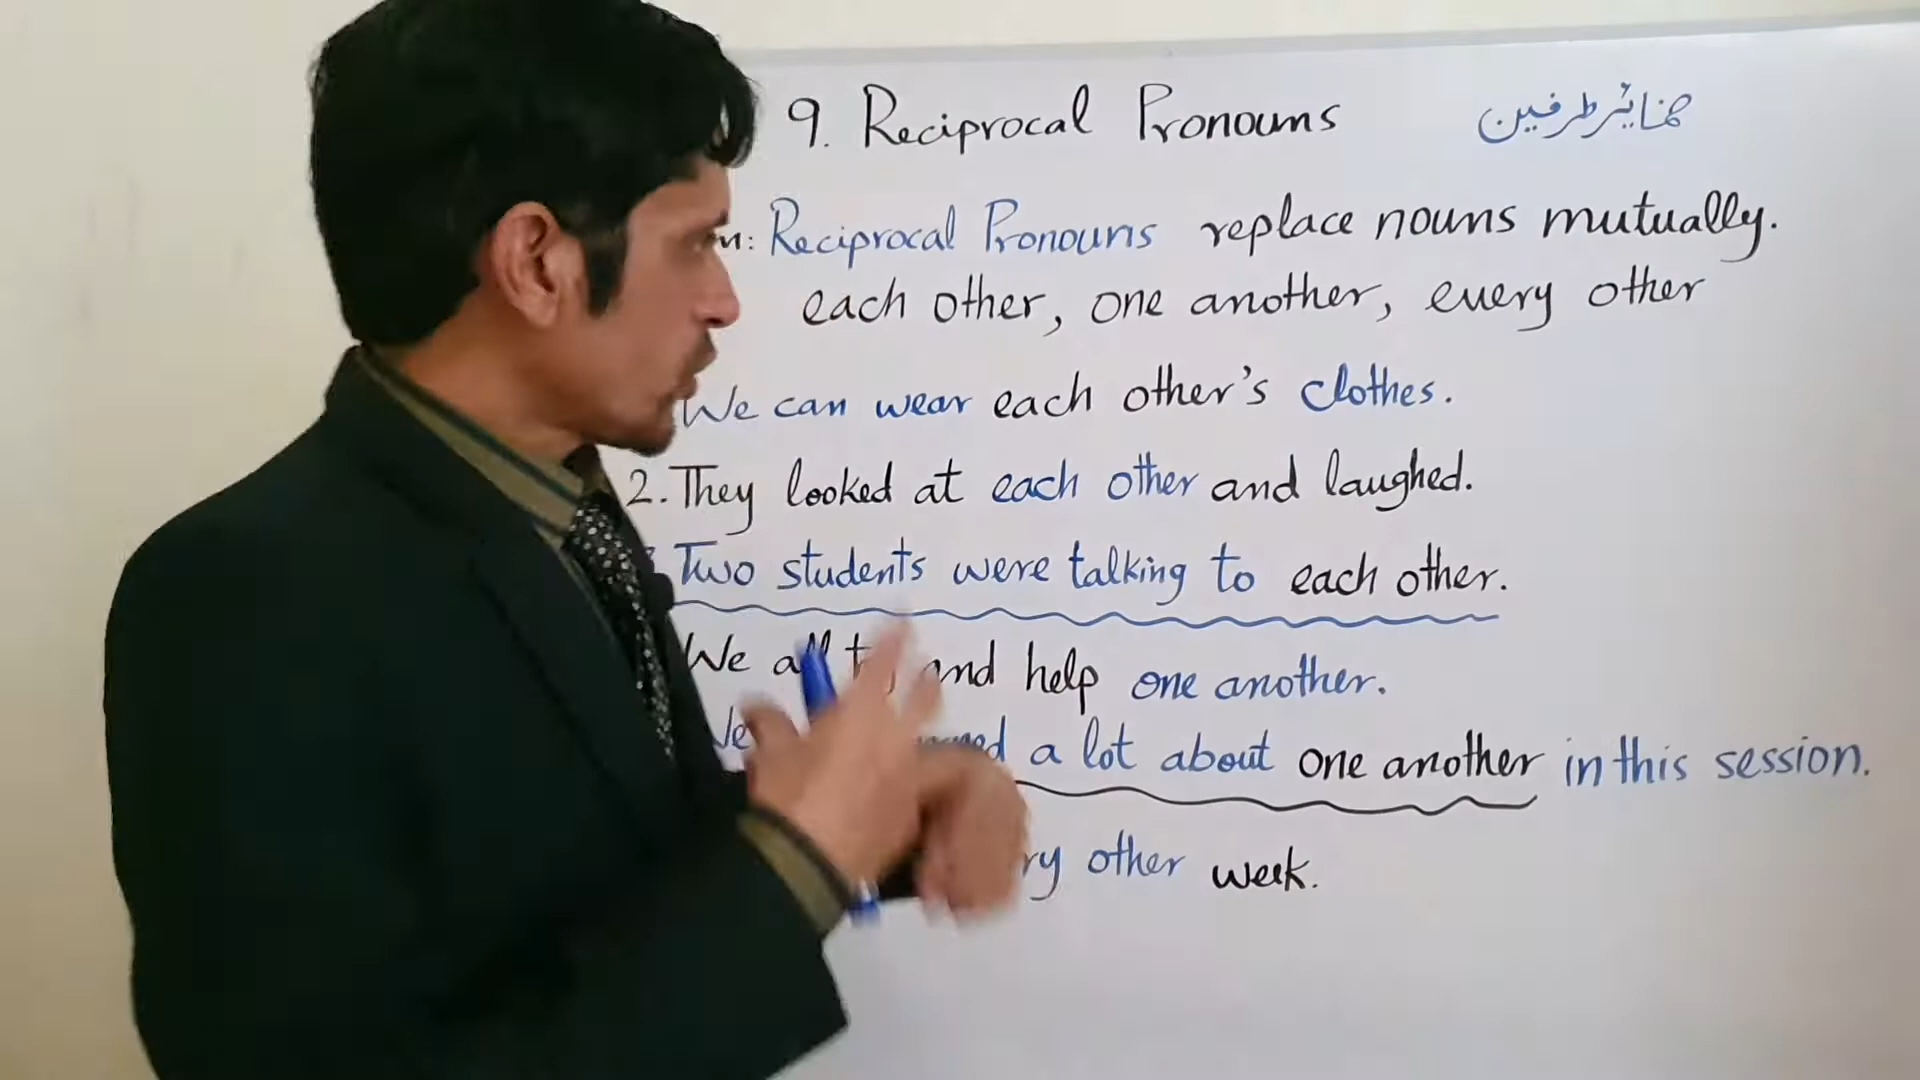 9. Reciprocal Pronouns ضمائر طرفین
Reciprocal Pronouns replace nouns mutually.
each other, one another, every other
We can wear each other's clothes.
2. They looked at each other and laughed.
Two students were talking to each other.
We all and help one another.
a lot about one another in this session.
other week.